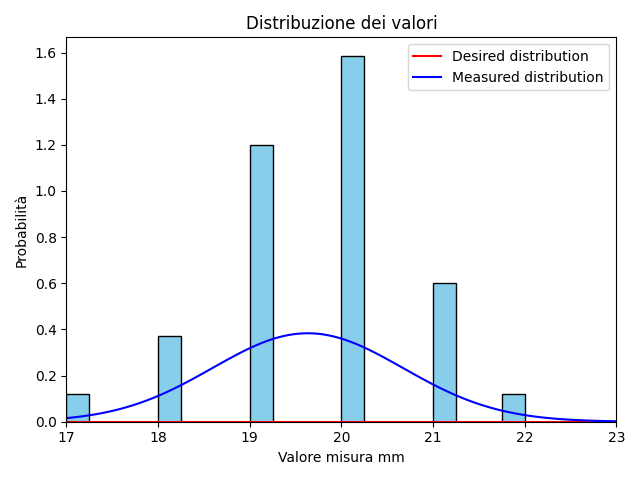 Distribuzione dei valori
Desired distribution
Measured distribution
Probabilità
1.6
1.4
1.2
1.0
0.8
0.6
0.4
0.2
0.0
17 18 19 20 21 22 23
Valore misura mm